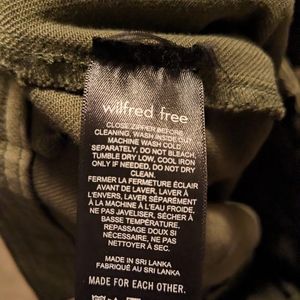 wilfred free
CLOSE ZIPPER BEFORE
CLEANING, WASH INSIDE OUT
MACHINE WASH COLD
SEPARATELY, DO NOT BLEACH,
TUMBLE DRY LOW, COOL IRON
ONLY IF NEEDED, DO NOT DRY
CLEAN.
FERMER LA FERMETURE ÉCLAIR
AVANT DE LAVER, LAVER À
L'ENVERS, LAVER SÉPARÉMENT
À LA MACHINE À L'EAU FROIDE,
NE PAS JAVELISER, SÉCHER À
BASSE TEMPÉRATURE,
REPASSAGE DOUX SI
NÉCESSAIRE, NE PAS
NETTOYER À SEC.
MADE IN SRI LANKA
FABRIQUÉ AU SRI LANKA
MADE FOR EACH OTHER.